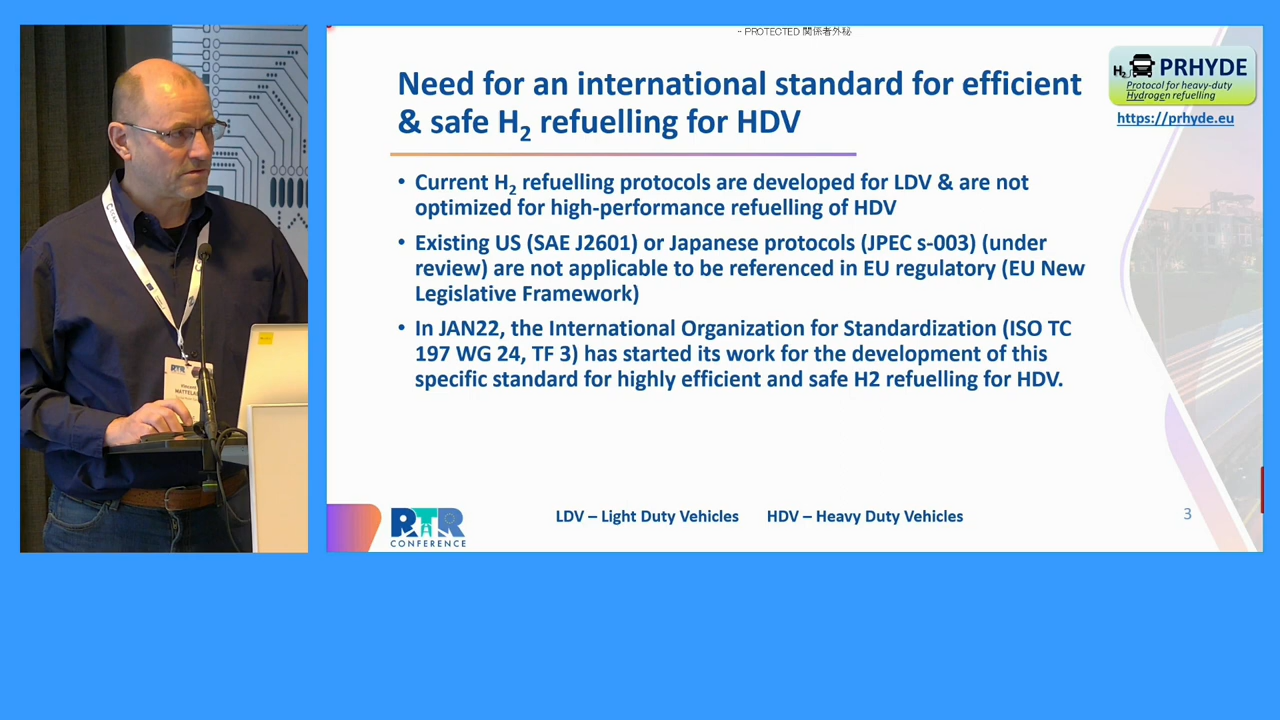 - PROTECTED 関係者外秘
Need for an international standard for efficient
& safe H2 refuelling for HDV
H2
PRHYDE
Protocol for heavy-duty
Hydrogen refuelling
https://prhyde.eu
• Current H2 refuelling protocols are developed for LDV & are not
optimized for high-performance refuelling of HDV
• Existing US (SAE J2601) or Japanese protocols (JPEC s-003) (under
review) are not applicable to be referenced in EU regulatory (EU New
Legislative Framework)
• In JAN22, the International Organization for Standardization (ISO TC
197 WG 24, TF 3) has started its work for the development of this
specific standard for highly efficient and safe H2 refuelling for HDV.
RTR
CONFERENCE
LDV – Light Duty Vehicles HDV – Heavy Duty Vehicles
3
RTR
Vincent